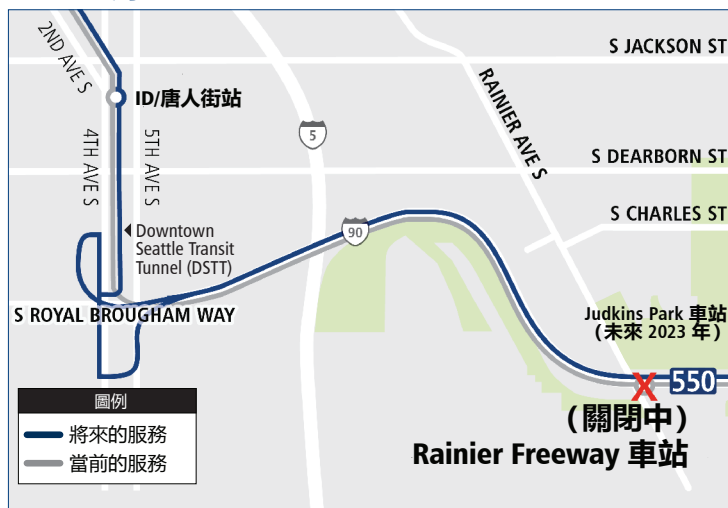 S JACKSON ST
2ND AVE S
RAINIER AVE S
ID/唐人街站
5
4TH AVE S
5TH AVE S
S DEARBORN ST
S CHARLES ST
Downtown
Seattle Transit
Tunnel (DSTT)
90
S ROYAL BROUGHAM WAY
Judkins Park 車站
(未來 2023 年)
550
X
(關閉中)
Rainier Freeway 車站
圖例
將來的服務
當前的服務